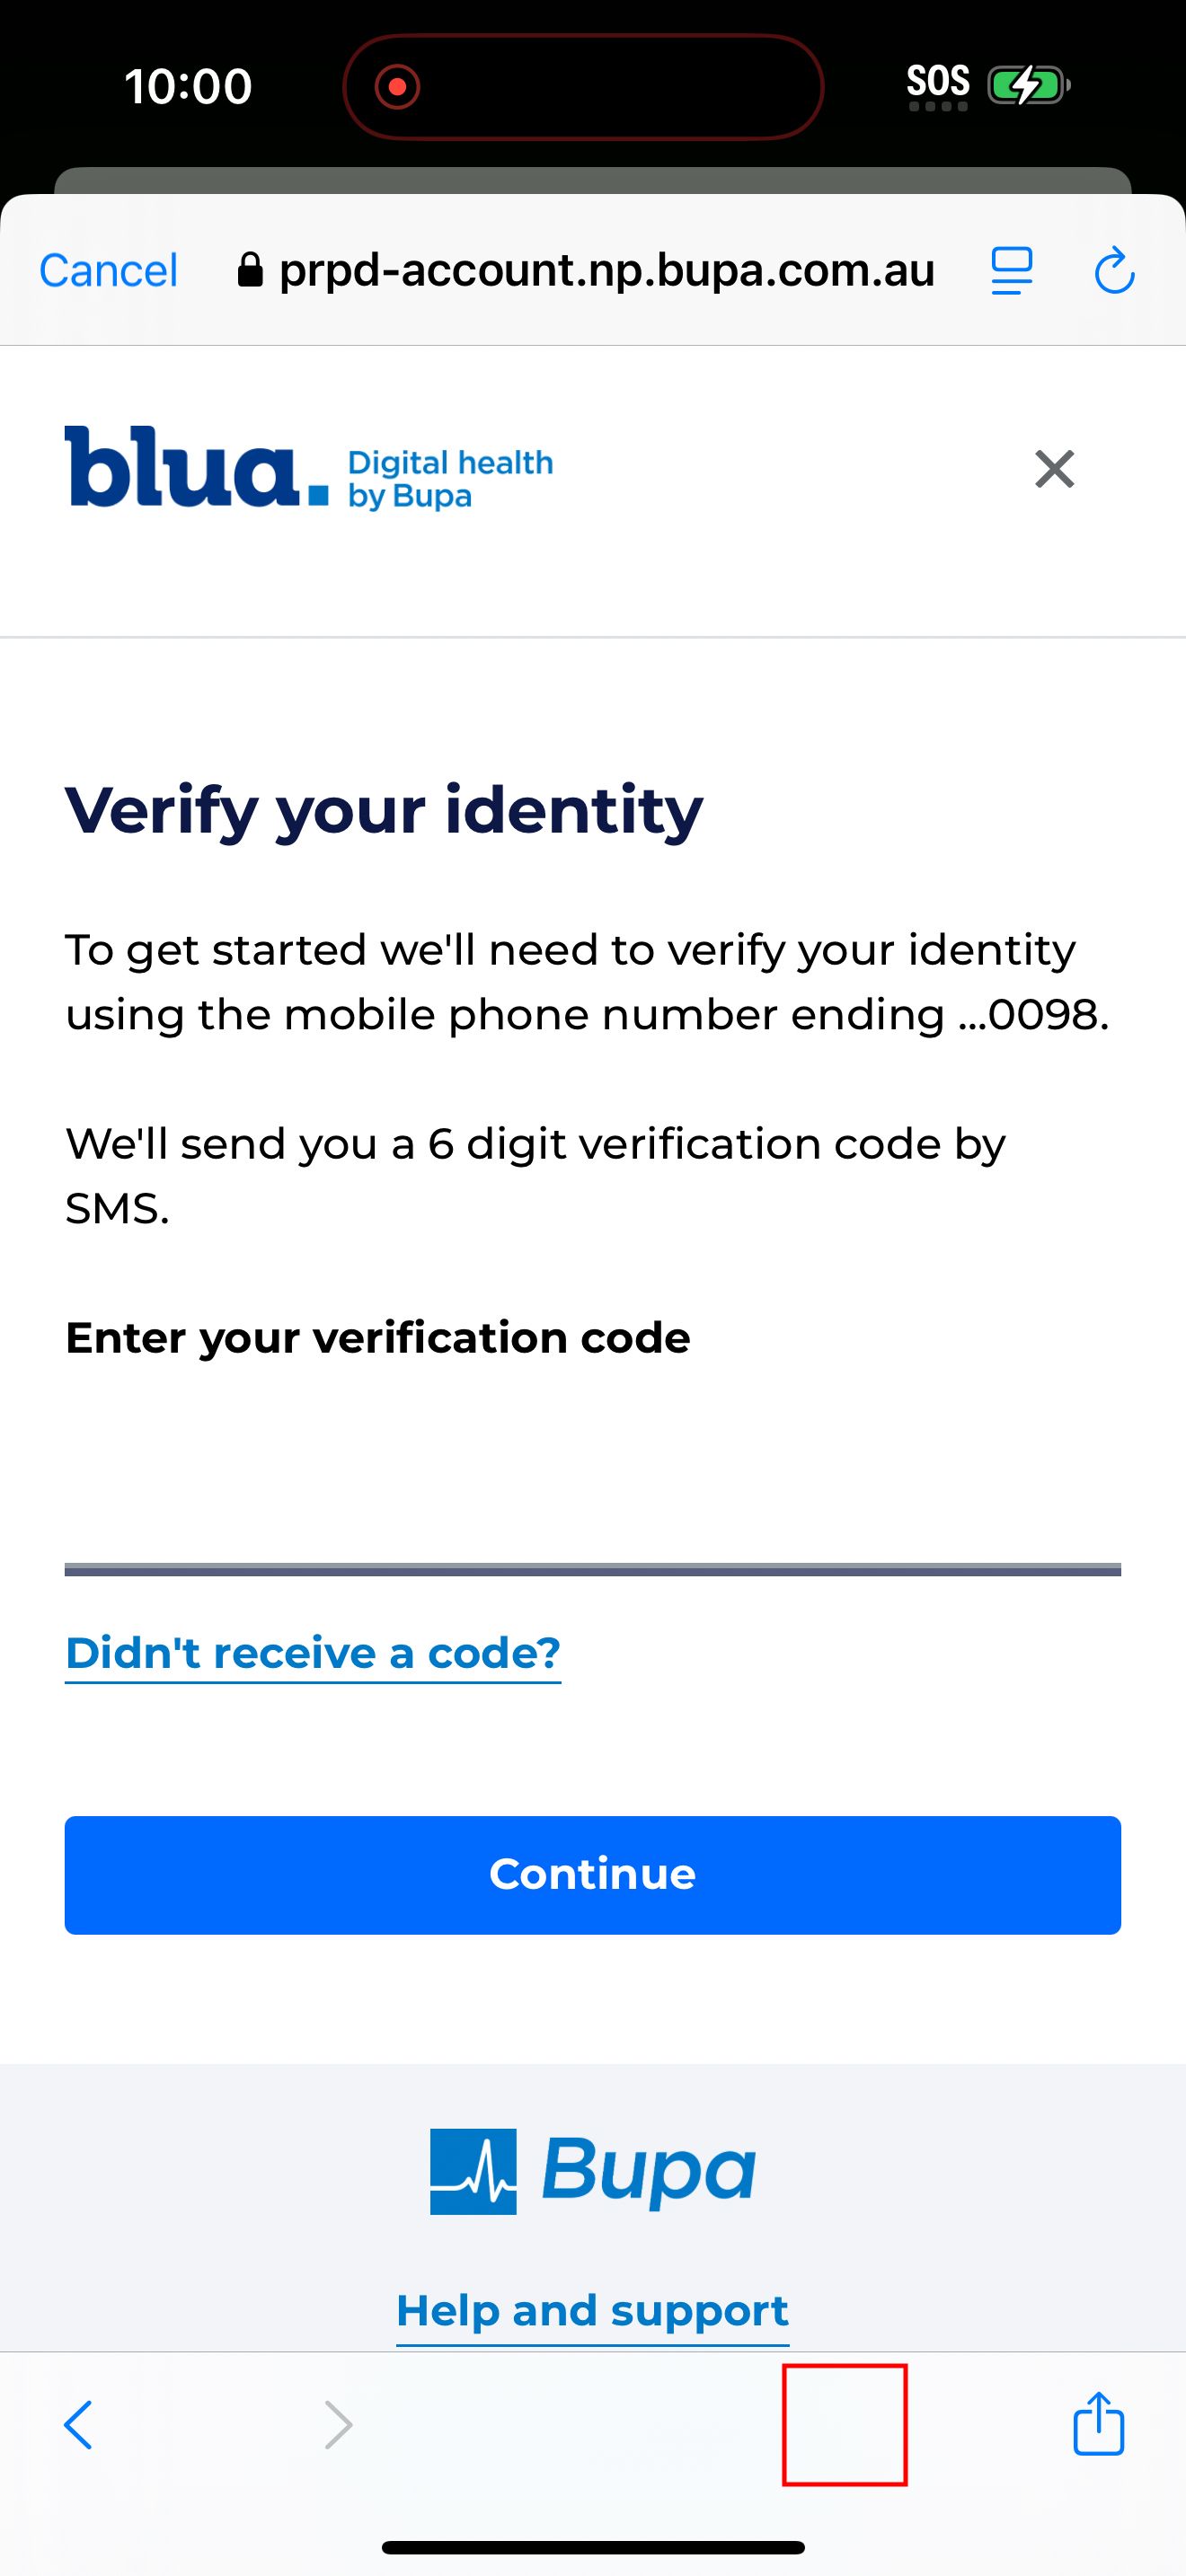 10:00
SOS
Cancel
prpd-account.np.bupa.com.au
blua.
Digital health
by Bupa
Verify your identity
To get started we'll need to verify your identity
using the mobile phone number ending ...0098.
We'll send you a 6 digit verification code by
SMS.
Enter your verification code
Didn't receive a code?
Continue
Bupa
Help and support